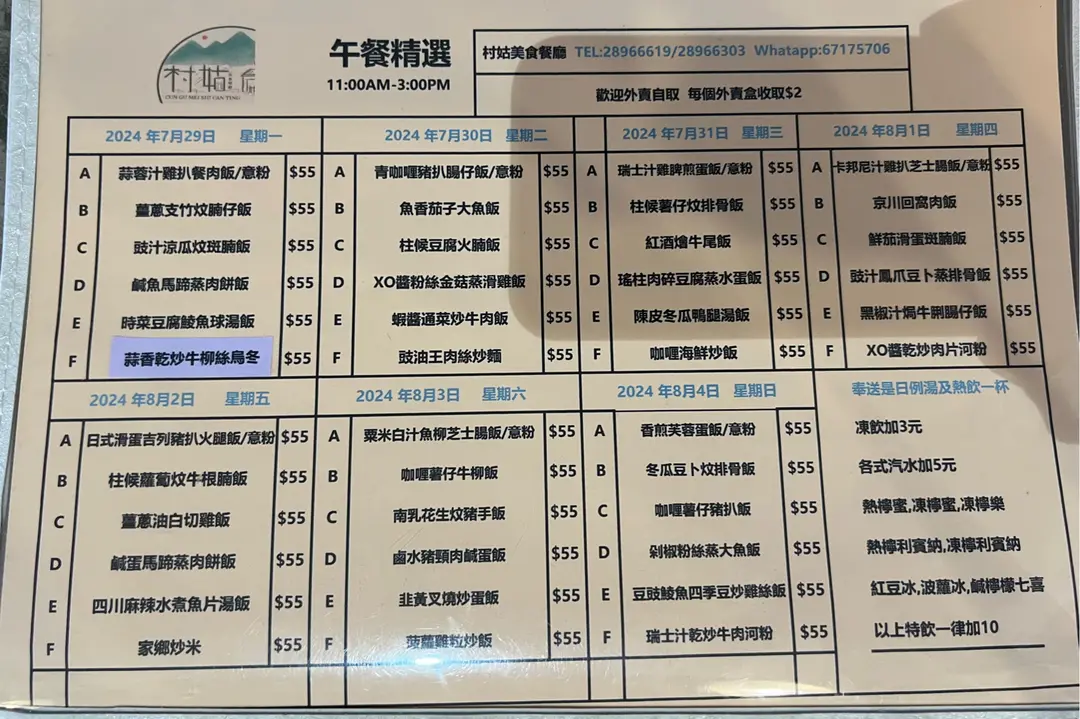 村姑
CUN GU MEI SHI CAN TING
午餐精選
11:00AM-3:00PM
村姑美食餐廳 TEL:28966619/28966303 Whatapp:67175706
歡迎外賣自取 每個外賣盒收取$2
2024 年7月29日 星期一
A 蒜蓉汁雞扒餐肉飯/意粉 $55
B 薑蔥支竹炆腩仔飯 $55
C 豉汁涼瓜炆斑腩飯 $55
D 鹹魚馬蹄蒸肉餅飯 $55
E 時菜豆腐鯪魚球湯飯 $55
F 蒜香乾炒牛柳絲烏冬 $55
2024 年7月30日 星期二
A 青咖喱豬扒腸仔飯/意粉 $55
B 魚香茄子大魚飯 $55
C 柱候豆腐火腩飯 $55
D XO醬粉絲金菇蒸滑雞飯 $55
E 蝦醬通菜炒牛肉飯 $55
F 豉油王肉絲炒麵 $55
2024 年7月31日 星期三
A 瑞士汁雞脾煎蛋飯/意粉 $55
B 柱候薯仔炆排骨飯 $55
C 紅酒燴牛尾飯 $55
D 瑤柱肉碎豆腐蒸水蛋飯 $55
E 陳皮冬瓜鴨腿湯飯 $55
F 咖喱海鮮炒飯 $55
2024 年8月1日 星期四
A 卡邦尼汁雞扒芝士腸飯/意粉 $55
B 京川回窩肉飯 $55
C 鮮茄滑蛋斑腩飯 $55
D 豉汁鳳爪豆卜蒸排骨飯 $55
E 黑椒汁焗牛脷腸仔飯 $55
F XO醬乾炒肉片河粉 $55
2024 年8月2日 星期五
A 日式滑蛋吉列豬扒火腿飯/意粉 $55
B 柱候蘿蔔炆牛根腩飯 $55
C 薑蔥油白切雞飯 $55
D 鹹蛋馬蹄蒸肉餅飯 $55
E 四川麻辣水煮魚片湯飯 $55
F 家鄉炒米 $55
2024 年8月3日 星期六
A 粟米白汁魚柳芝士腸飯/意粉 $55
B 咖喱薯仔牛柳飯 $55
C 南乳花生炆豬手飯 $55
D 鹵水豬頸肉鹹蛋飯 $55
E 韭黃叉燒炒蛋飯 $55
F 菠蘿雞粒炒飯 $55
2024 年8月4日 星期日
A 香煎芙蓉蛋飯/意粉 $55
B 冬瓜豆卜炆排骨飯 $55
C 咖喱薯仔豬扒飯 $55
D 剁椒粉絲蒸大魚飯 $55
E 豆豉鯪魚四季豆炒雞絲飯 $55
F 瑞士汁乾炒牛肉河粉 $55
奉送是日例湯及熱飲一杯
凍飲加3元
各式汽水加5元
熱檸蜜,凍檸蜜,凍檸樂
熱檸利賓納,凍檸利賓納
紅豆冰,波蘿冰,鹹檸檬七喜
以上特飲一律加10